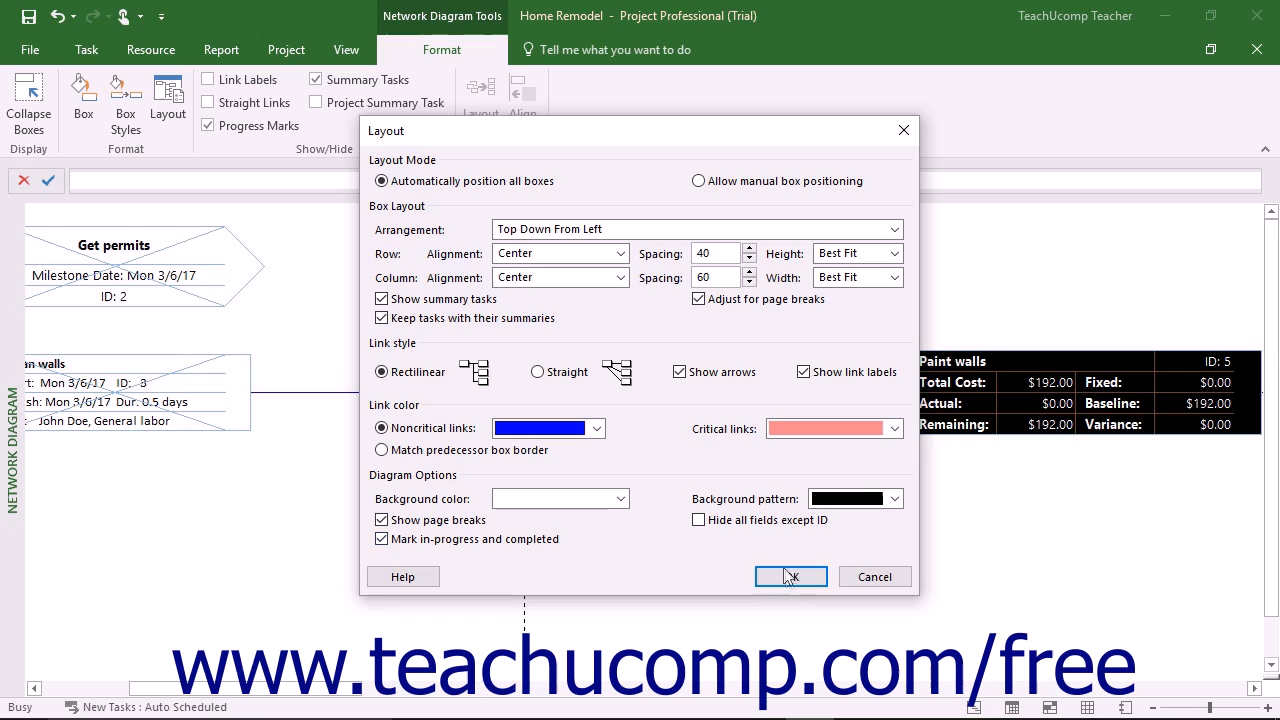 Network Diagram Tools
Home Remodel - Project Professional (Trial)
TeachUcomp Teacher
File Task Resource Report Project View Format Tell me what you want to do
Collapse Boxes
Box
Box Styles
Layout
Link Labels
Straight Links
Progress Marks
Summary Tasks
Project Summary Task
Layout
Align
Display
Format
Show/Hide
Layout
Layout Mode
Automatically position all boxes
Allow manual box positioning
Box Layout
Arrangement: Top Down From Left
Row: Alignment: Center Spacing: 40 Height: Best Fit
Column: Alignment: Center Spacing: 60 Width: Best Fit
Show summary tasks
Adjust for page breaks
Keep tasks with their summaries
Link style
Rectilinear Straight Show arrows Show link labels
Link color
Noncritical links: Critical links:
Match predecessor box border
Diagram Options
Background color: Background pattern:
Show page breaks
Hide all fields except ID
Mark in-progress and completed
Help
Cancel
Get permits
Milestone Date: Mon 3/6/17
ID: 2
an walls
t: Mon 3/6/17 ID: 3
sh: Mon 3/6/17 Dur: 0.5 days
: John Doe, General labor
Paint walls ID: 5
Total Cost: $192.00 Fixed: $0.00
Actual: $0.00 Baseline: $192.00
Remaining: $192.00 Variance: $0.00
NETWORK DIAGRAM
www.teachucomp.com/free
Busy
New Tasks : Auto Scheduled